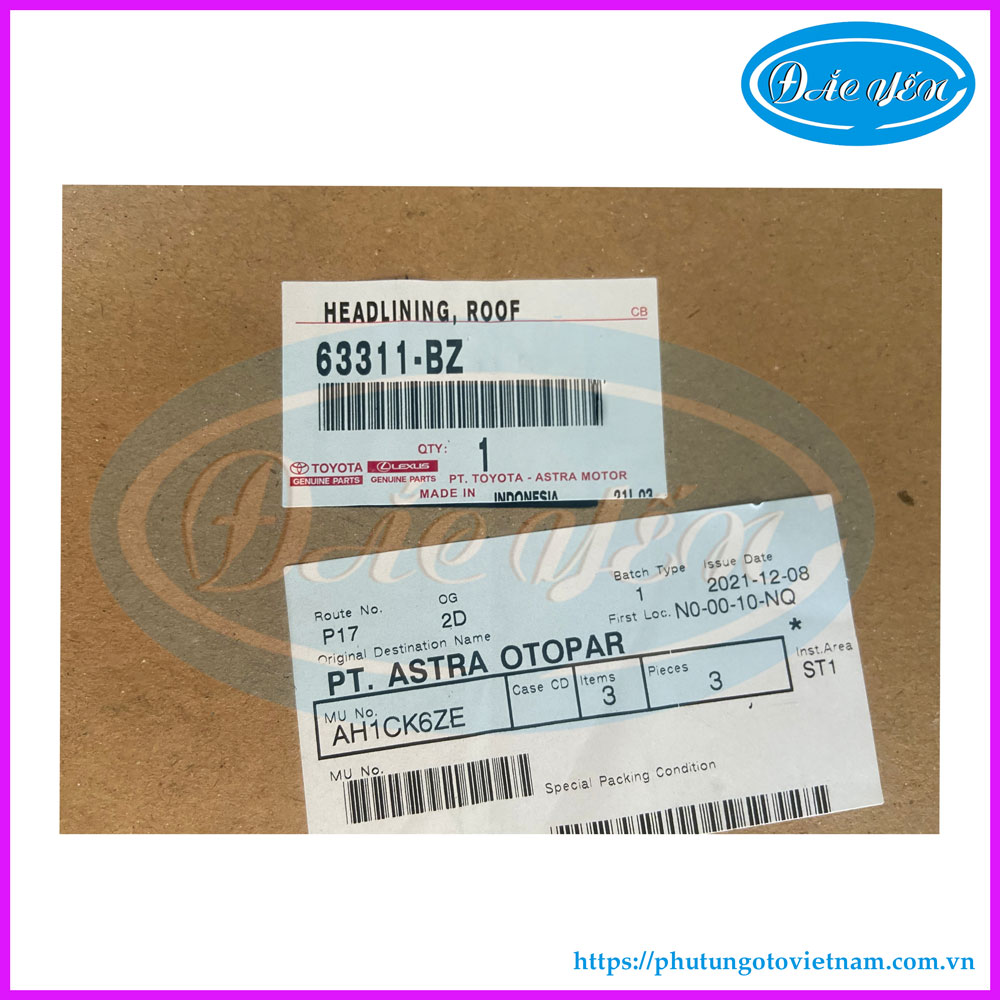 ĐẮC YẾN
HEADLINING, ROOF
CB
63311-BZ
QTY: 1
TOYOTA LEXUS
GENUINE PARTS GENUINE PARTS PT. TOYOTA - ASTRA MOTOR
MADE IN INDONESIA
ĐẮC YẾN
Batch Type Issue Date
1 2021-12-08
Route No. OG
P17 2D
First Loc. N0-00-10-NQ
Original Destination Name
*
PT. ASTRA OTOPAR
Inst.Area
ST1
MU No. Case CD Items Pieces
AH1CK6ZE 3 3
MU No.
Special Packing Condition
https://phutungotovietnam.com.vn